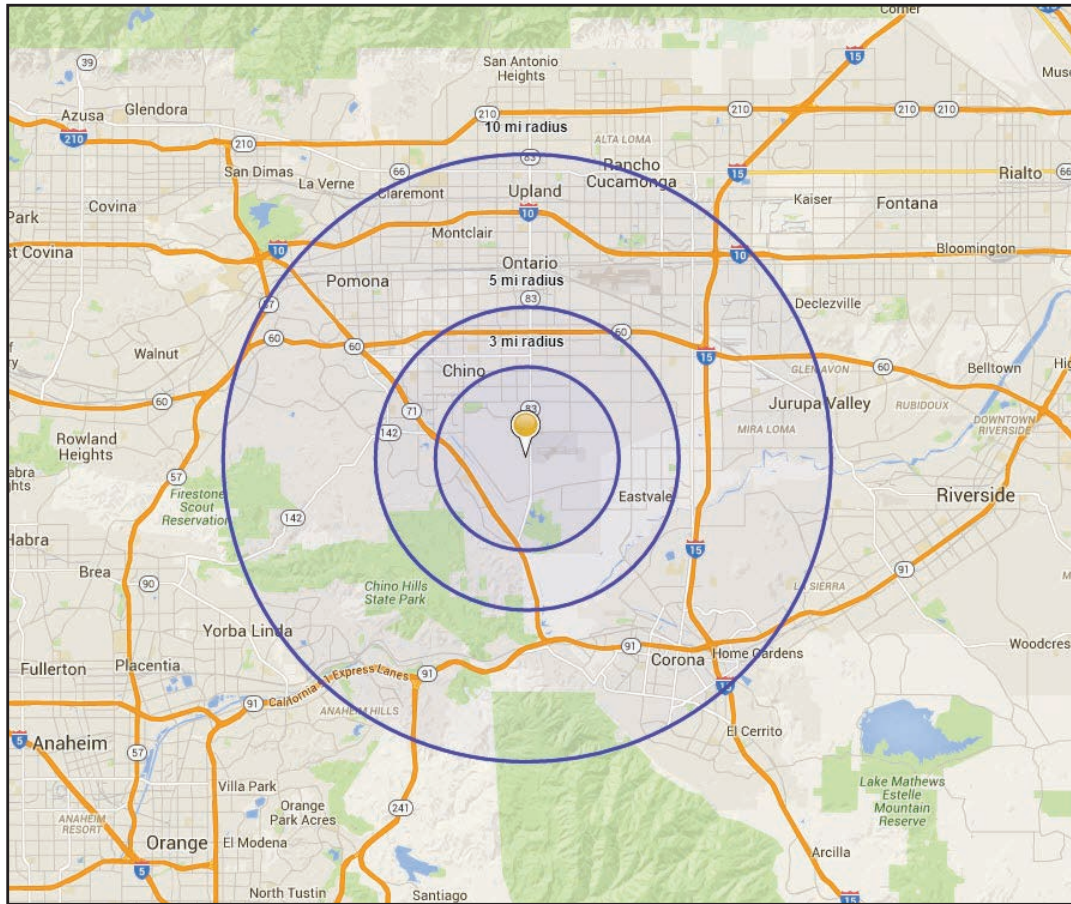 Corner
15
39
San Antonio
Heights
Azusa
Glendora
210
210
210
210
10 mi radius
ALTA LOMA
210
210
San Dimas
La Verne
66
Claremont
83
Rancho
Cucamonga
15
Rialto
66
Park
Covina
Upland
Kaiser
Fontana
10
Montclair
st Covina
10
10
Bloomington
Ontario
Pomona
5 mi radius
83
Declezville
57
60
60
60
3 mi radius
15
Walnut
Chino
GLEN AVON
60
Belltown
60
71
83
Jurupa Valley
RUBIDOUX
142
MIRA LOMA
DOWNTOWN
RIVERSIDE
Rowland
Heights
57
Firestone
Scout
Reservation
142
Eastvale
Riverside
Habra
15
Brea
90
Chino Hills
State Park
91
LA SIERRA
Yorba Linda
91
Woodcres
Fullerton
Placentia
Corona
Home Gardens
91
California 91 Express Lanes
91
15
ANAHEIM HILLS
5
Anaheim
57
El Cerrito
Villa Park
Lake Mathews
Estelle
Mountain
Reserve
Orange
Park Acres
241
ANAHEIM
RESORT
Orange
El Modena
Arcilla
5
North Tustin
Santiago
15